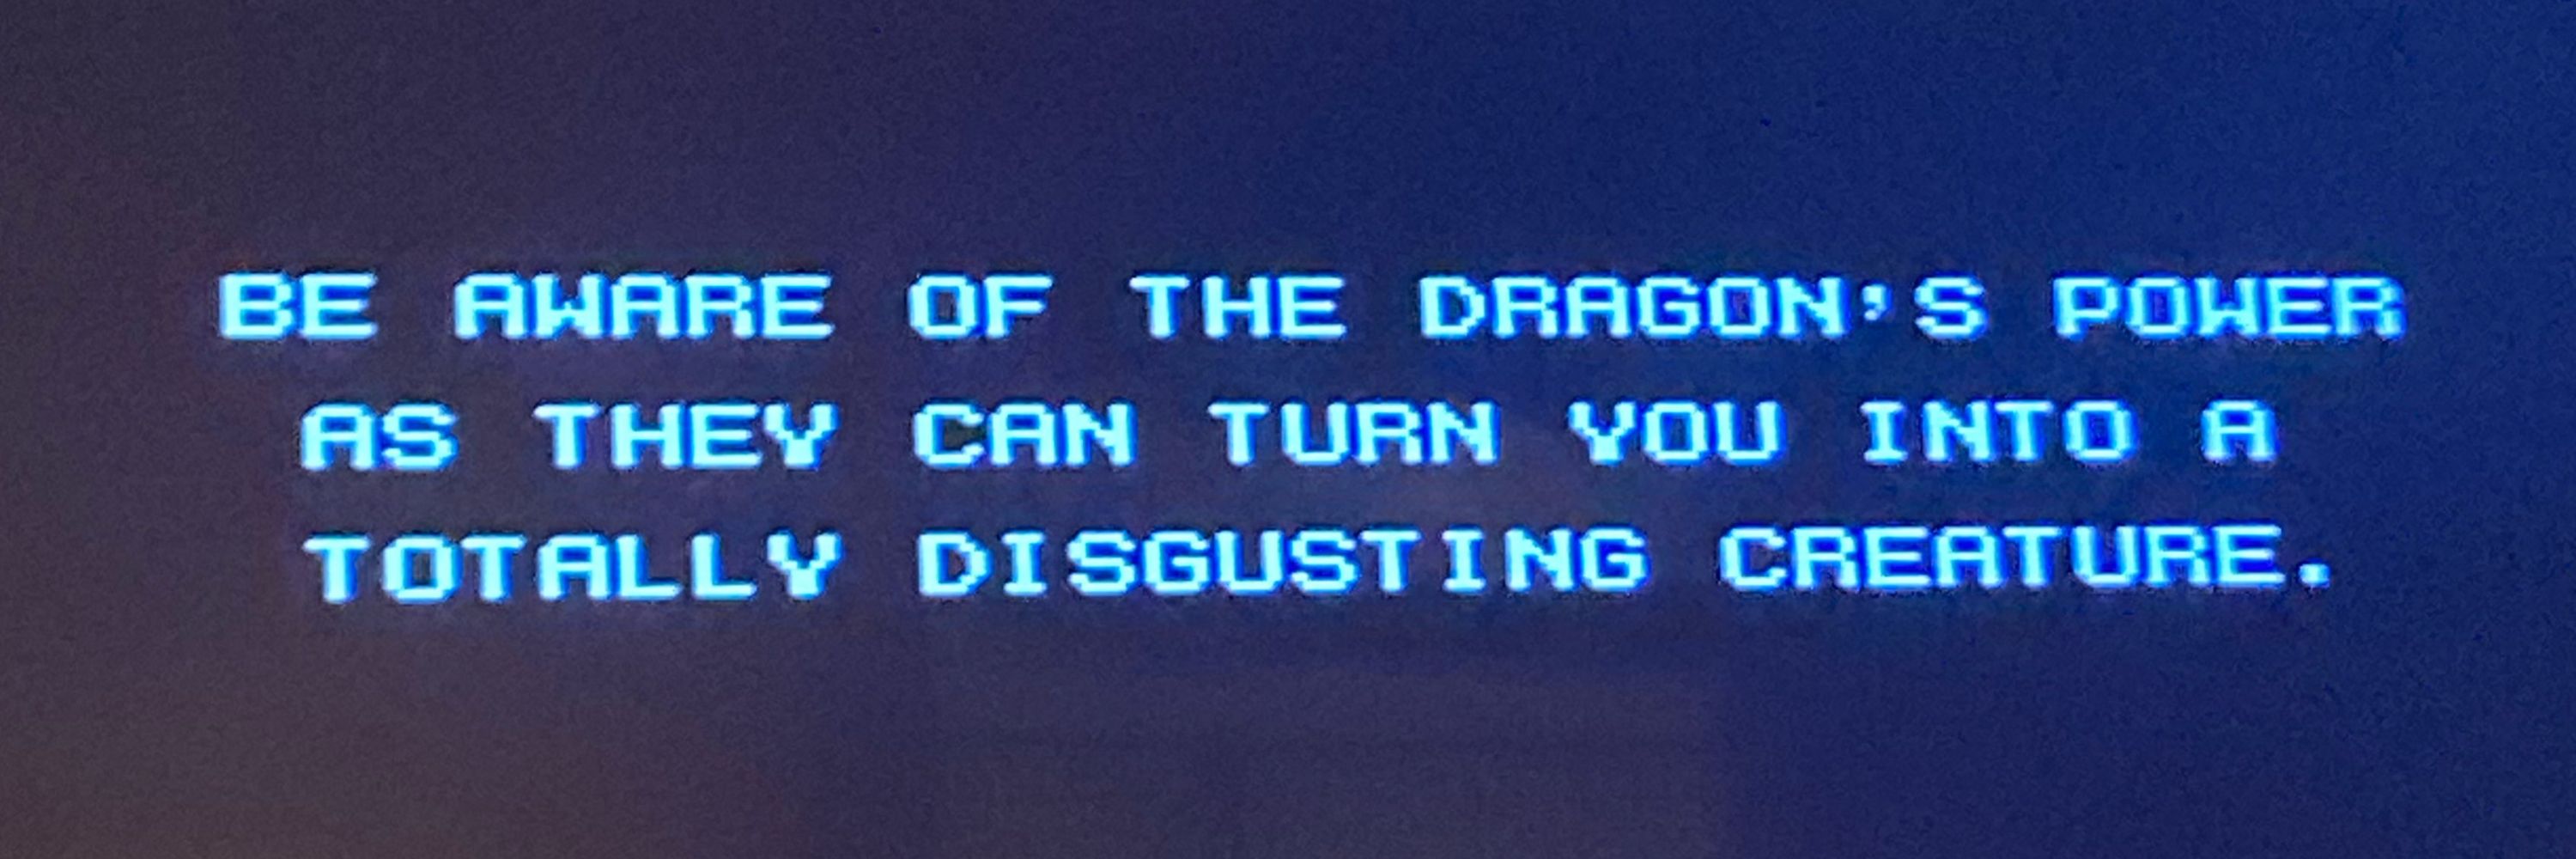 BE AWARE OF THE DRAGON'S POWER
AS THEY CAN TURN YOU INTO A
TOTALLY DISGUSTING CREATURE.